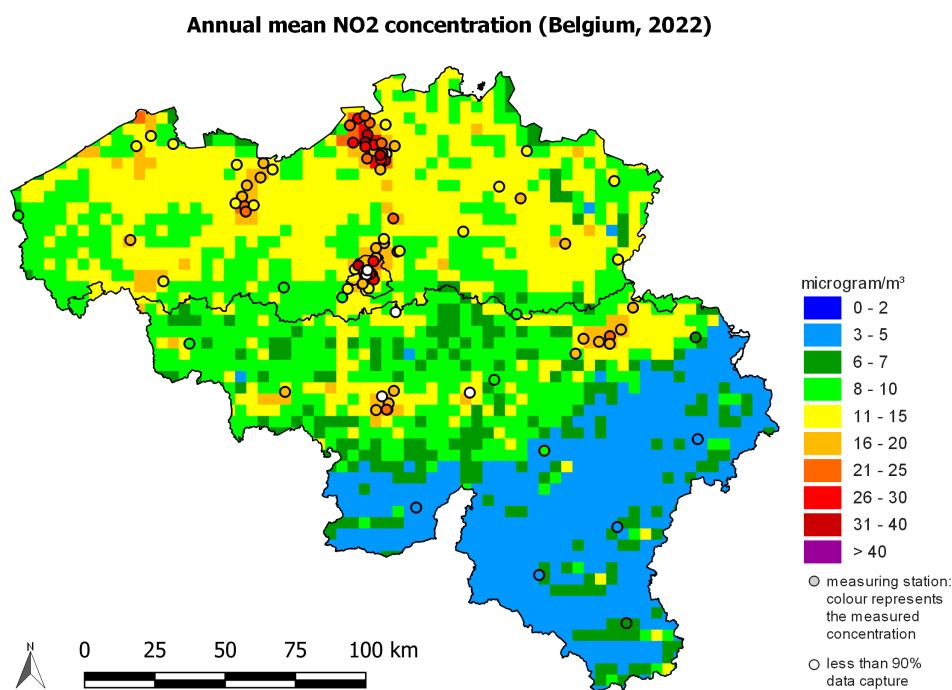 Annual mean NO2 concentration (Belgium, 2022)
microgram/m³
0 - 2
3 - 5
6 - 7
8 - 10
11 - 15
16 - 20
21 - 25
26 - 30
31 - 40
> 40
measuring station:
colour represents
the measured
concentration
less than 90%
data capture
N
0 25 50 75 100 km